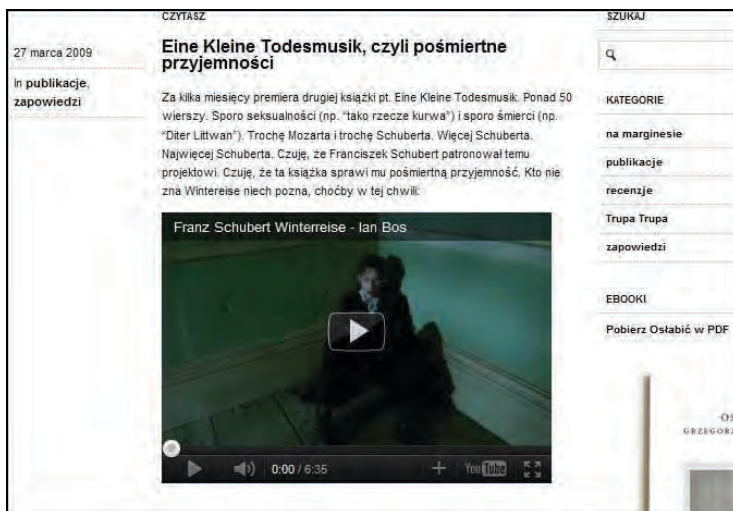 27 marca 2009
In publikacje,
zapowiedzi
CZYTASZ
Eine Kleine Todesmusik, czyli pośmiertne
przyjemności
Za kilka miesięcy premiera drugiej książki pt. Eine Kleine Todesmusik. Ponad 50
wierszy. Sporo seksualności (np. "tako rzecze kurwa") i sporo śmierci (np.
"Diter Littwan"). Trochę Mozarta i trochę Schuberta. Więcej Schuberta.
Najwięcej Schuberta. Czuję, że Franciszek Schubert patronował temu
projektowi. Czuję, że ta książka sprawi mu pośmiertną przyjemność. Kto nie
zna Wintereise niech pozna, choćby w tej chwili:
Franz Schubert Winterreise - Ian Bos
0:00 / 6:35
YouTube
SZUKAJ
KATEGORIE
na marginesie
publikacje
recenzje
Trupa Trupa
zapowiedzi
EBOOKI
Pobierz Osłabić w PDF
OS
GRZEGORZ